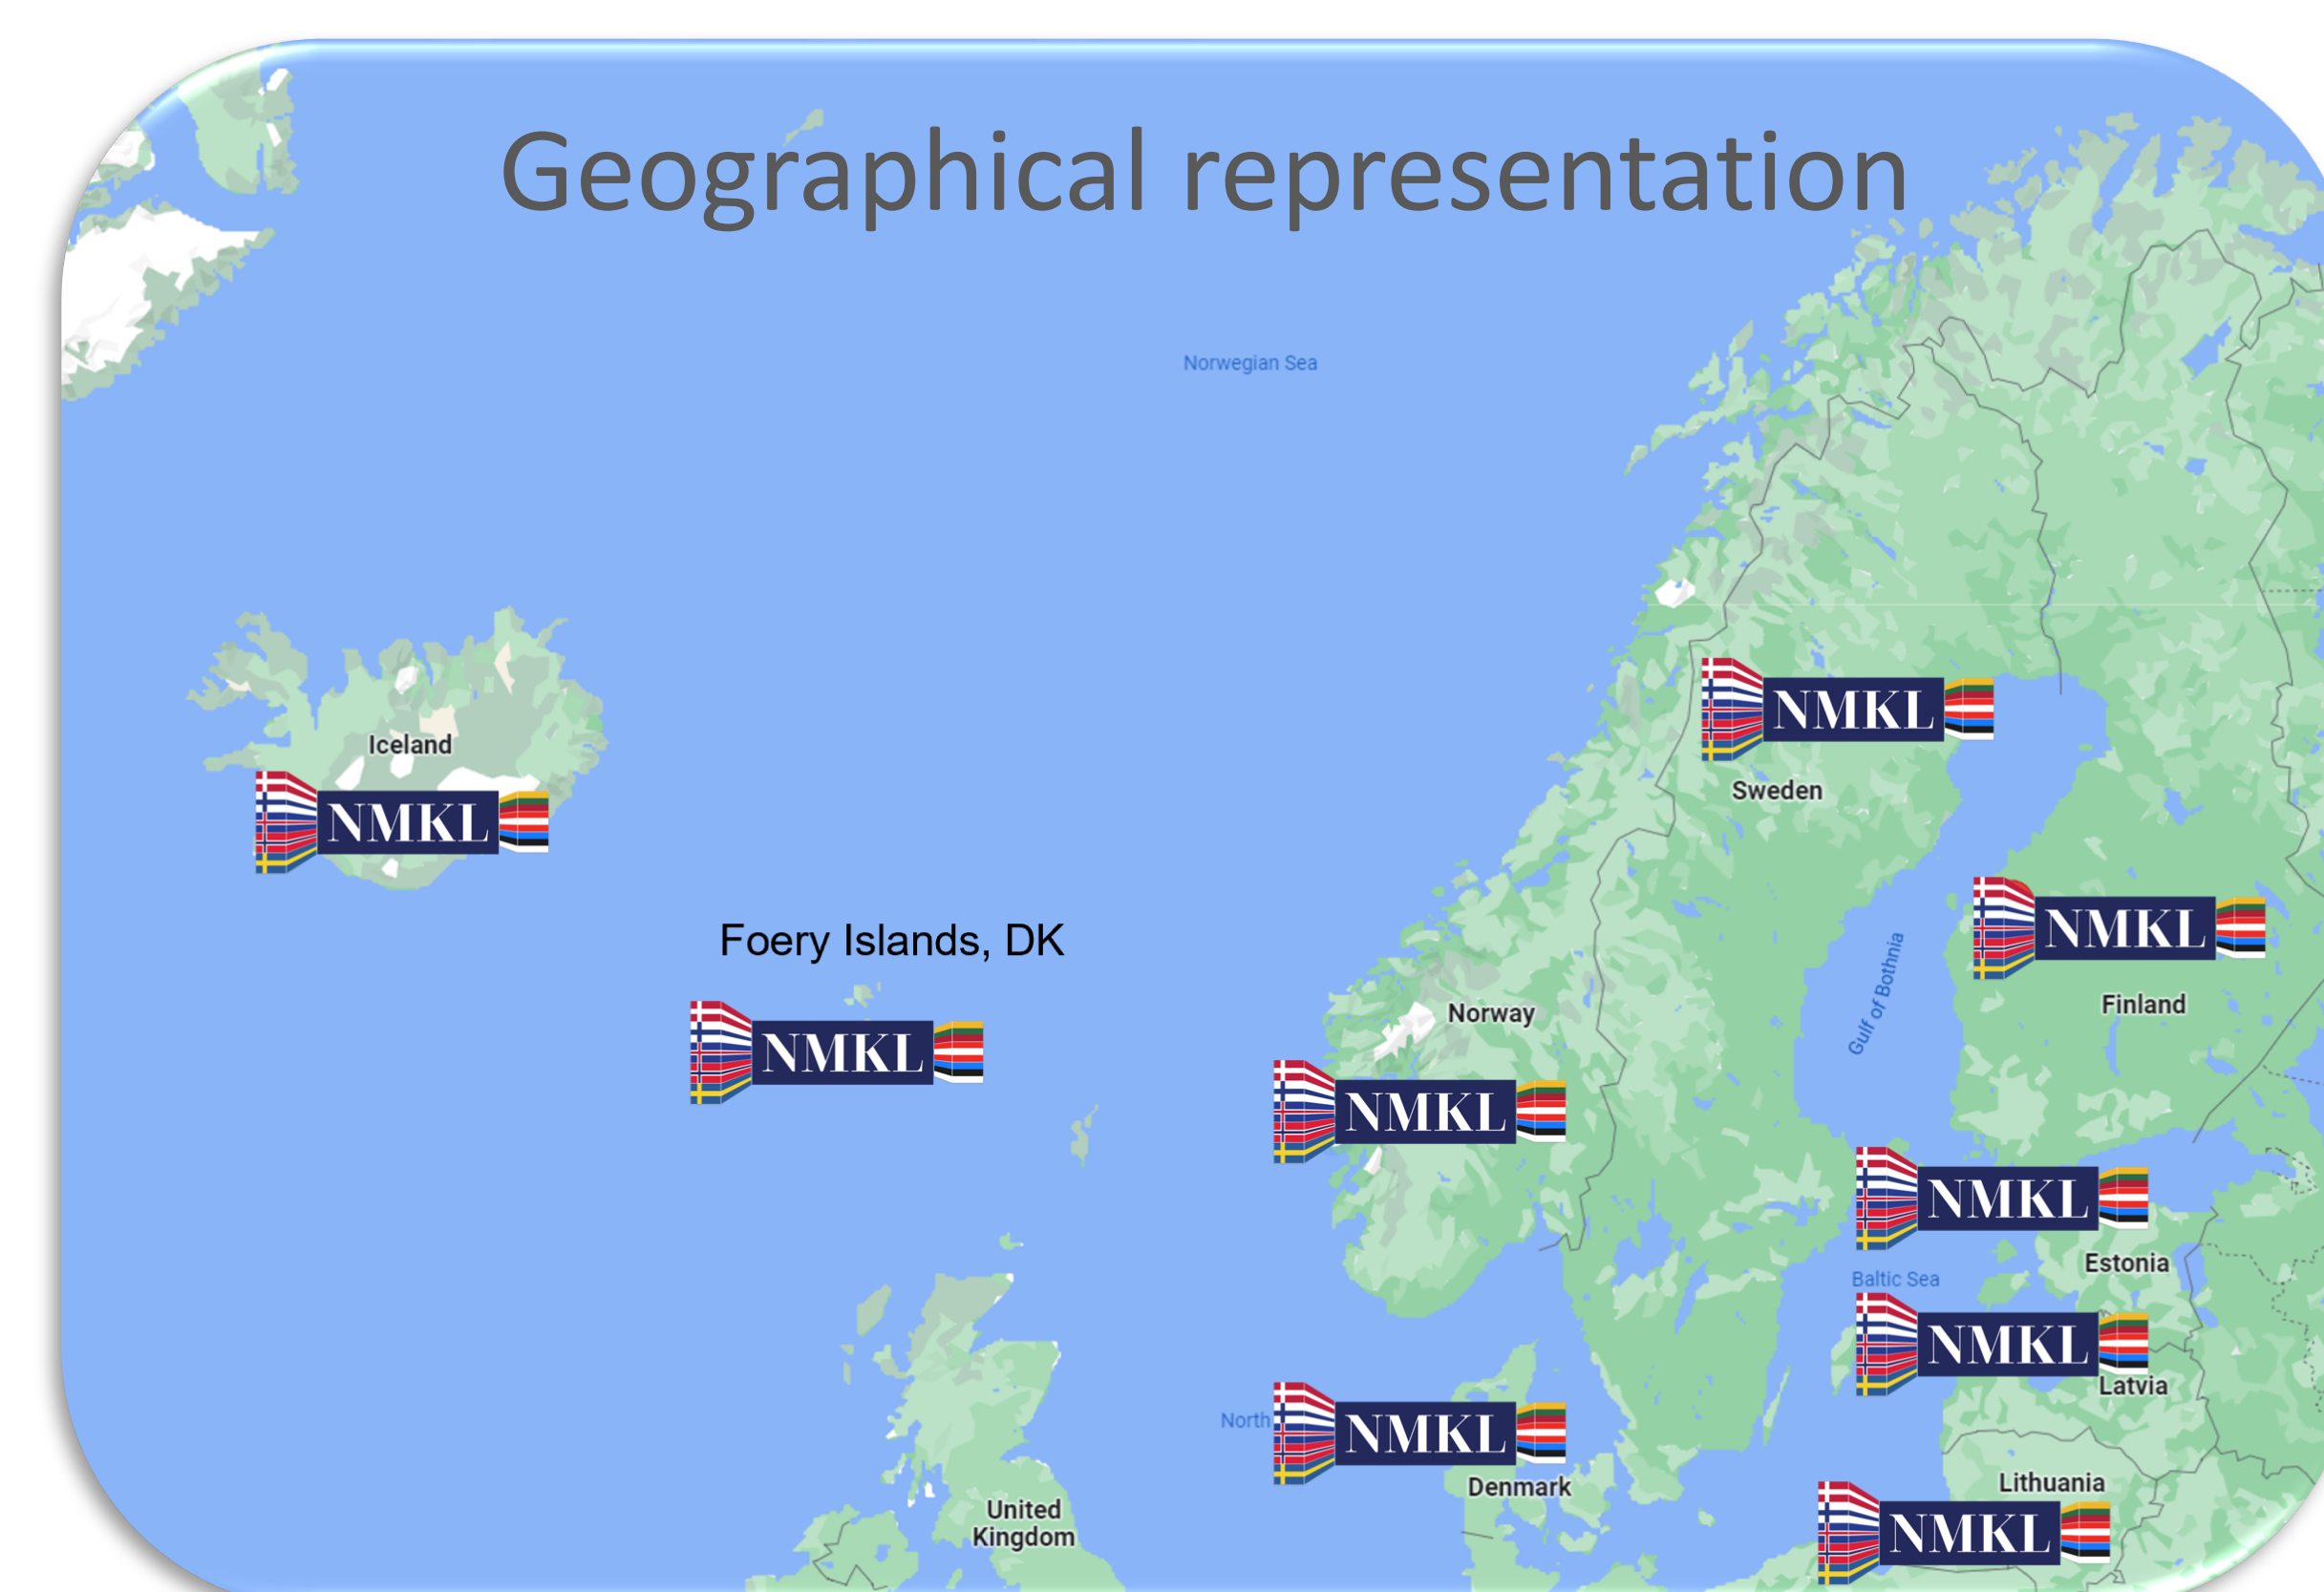 Geographical representation
Norwegian Sea
NMKL
Iceland
Sweden
NMKL
NMKL
Foery Islands, DK
Gulf of Bothnia
Finland
Norway
NMKL
NMKL
NMKL
Estonia
Baltic Sea
NMKL
Latvia
North
NMKL
Denmark
Lithuania
United
Kingdom
NMKL